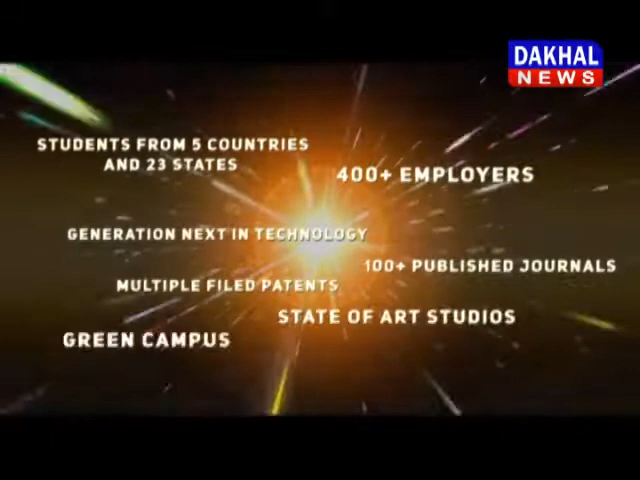 DAKHAL
NEWS
STUDENTS FROM 5 COUNTRIES
AND 23 STATES
400+ EMPLOYERS
GENERATION NEXT IN TECHNOLOGY
100+ PUBLISHED JOURNALS
MULTIPLE FILED PATENTS
STATE OF ART STUDIOS
GREEN CAMPUS